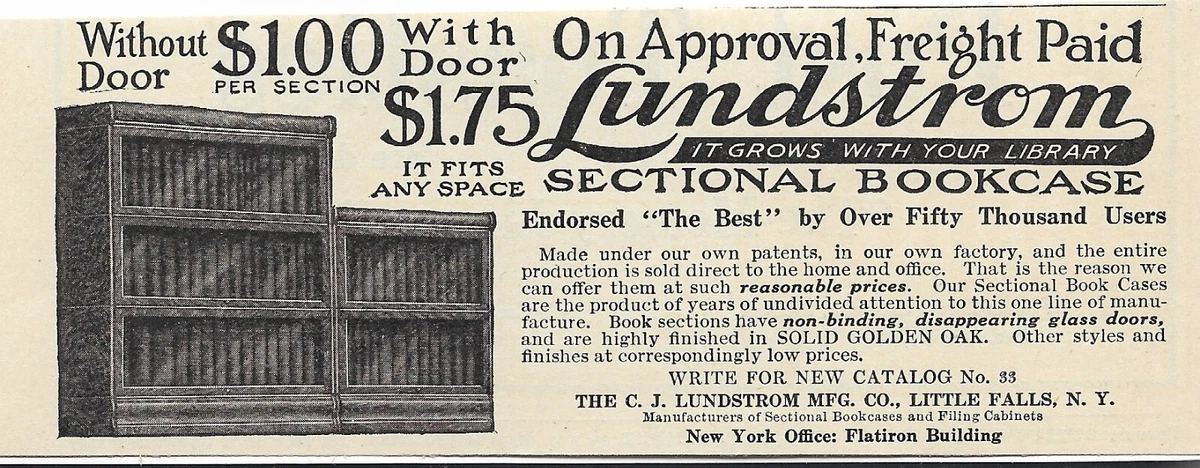 Without
Door
$1.00
PER SECTION
With
Door
$1.75
IT FITS
ANY SPACE
On Approval, Freight Paid
Lundstrom
IT GROWS WITH YOUR LIBRARY
SECTIONAL BOOKCASE
Endorsed "The Best" by Over Fifty Thousand Users
Made under our own patents, in our own factory, and the entire
production is sold direct to the home and office. That is the reason we
can offer them at such reasonable prices. Our Sectional Book Cases
are the product of years of undivided attention to this one line of manu-
facture. Book sections have non-binding, disappearing glass doors,
and are highly finished in SOLID GOLDEN OAK. Other styles and
finishes at correspondingly low prices.
WRITE FOR NEW CATALOG No. 33
THE C. J. LUNDSTROM MFG. CO., LITTLE FALLS, N. Y.
Manufacturers of Sectional Bookcases and Filing Cabinets
New York Office: Flatiron Building